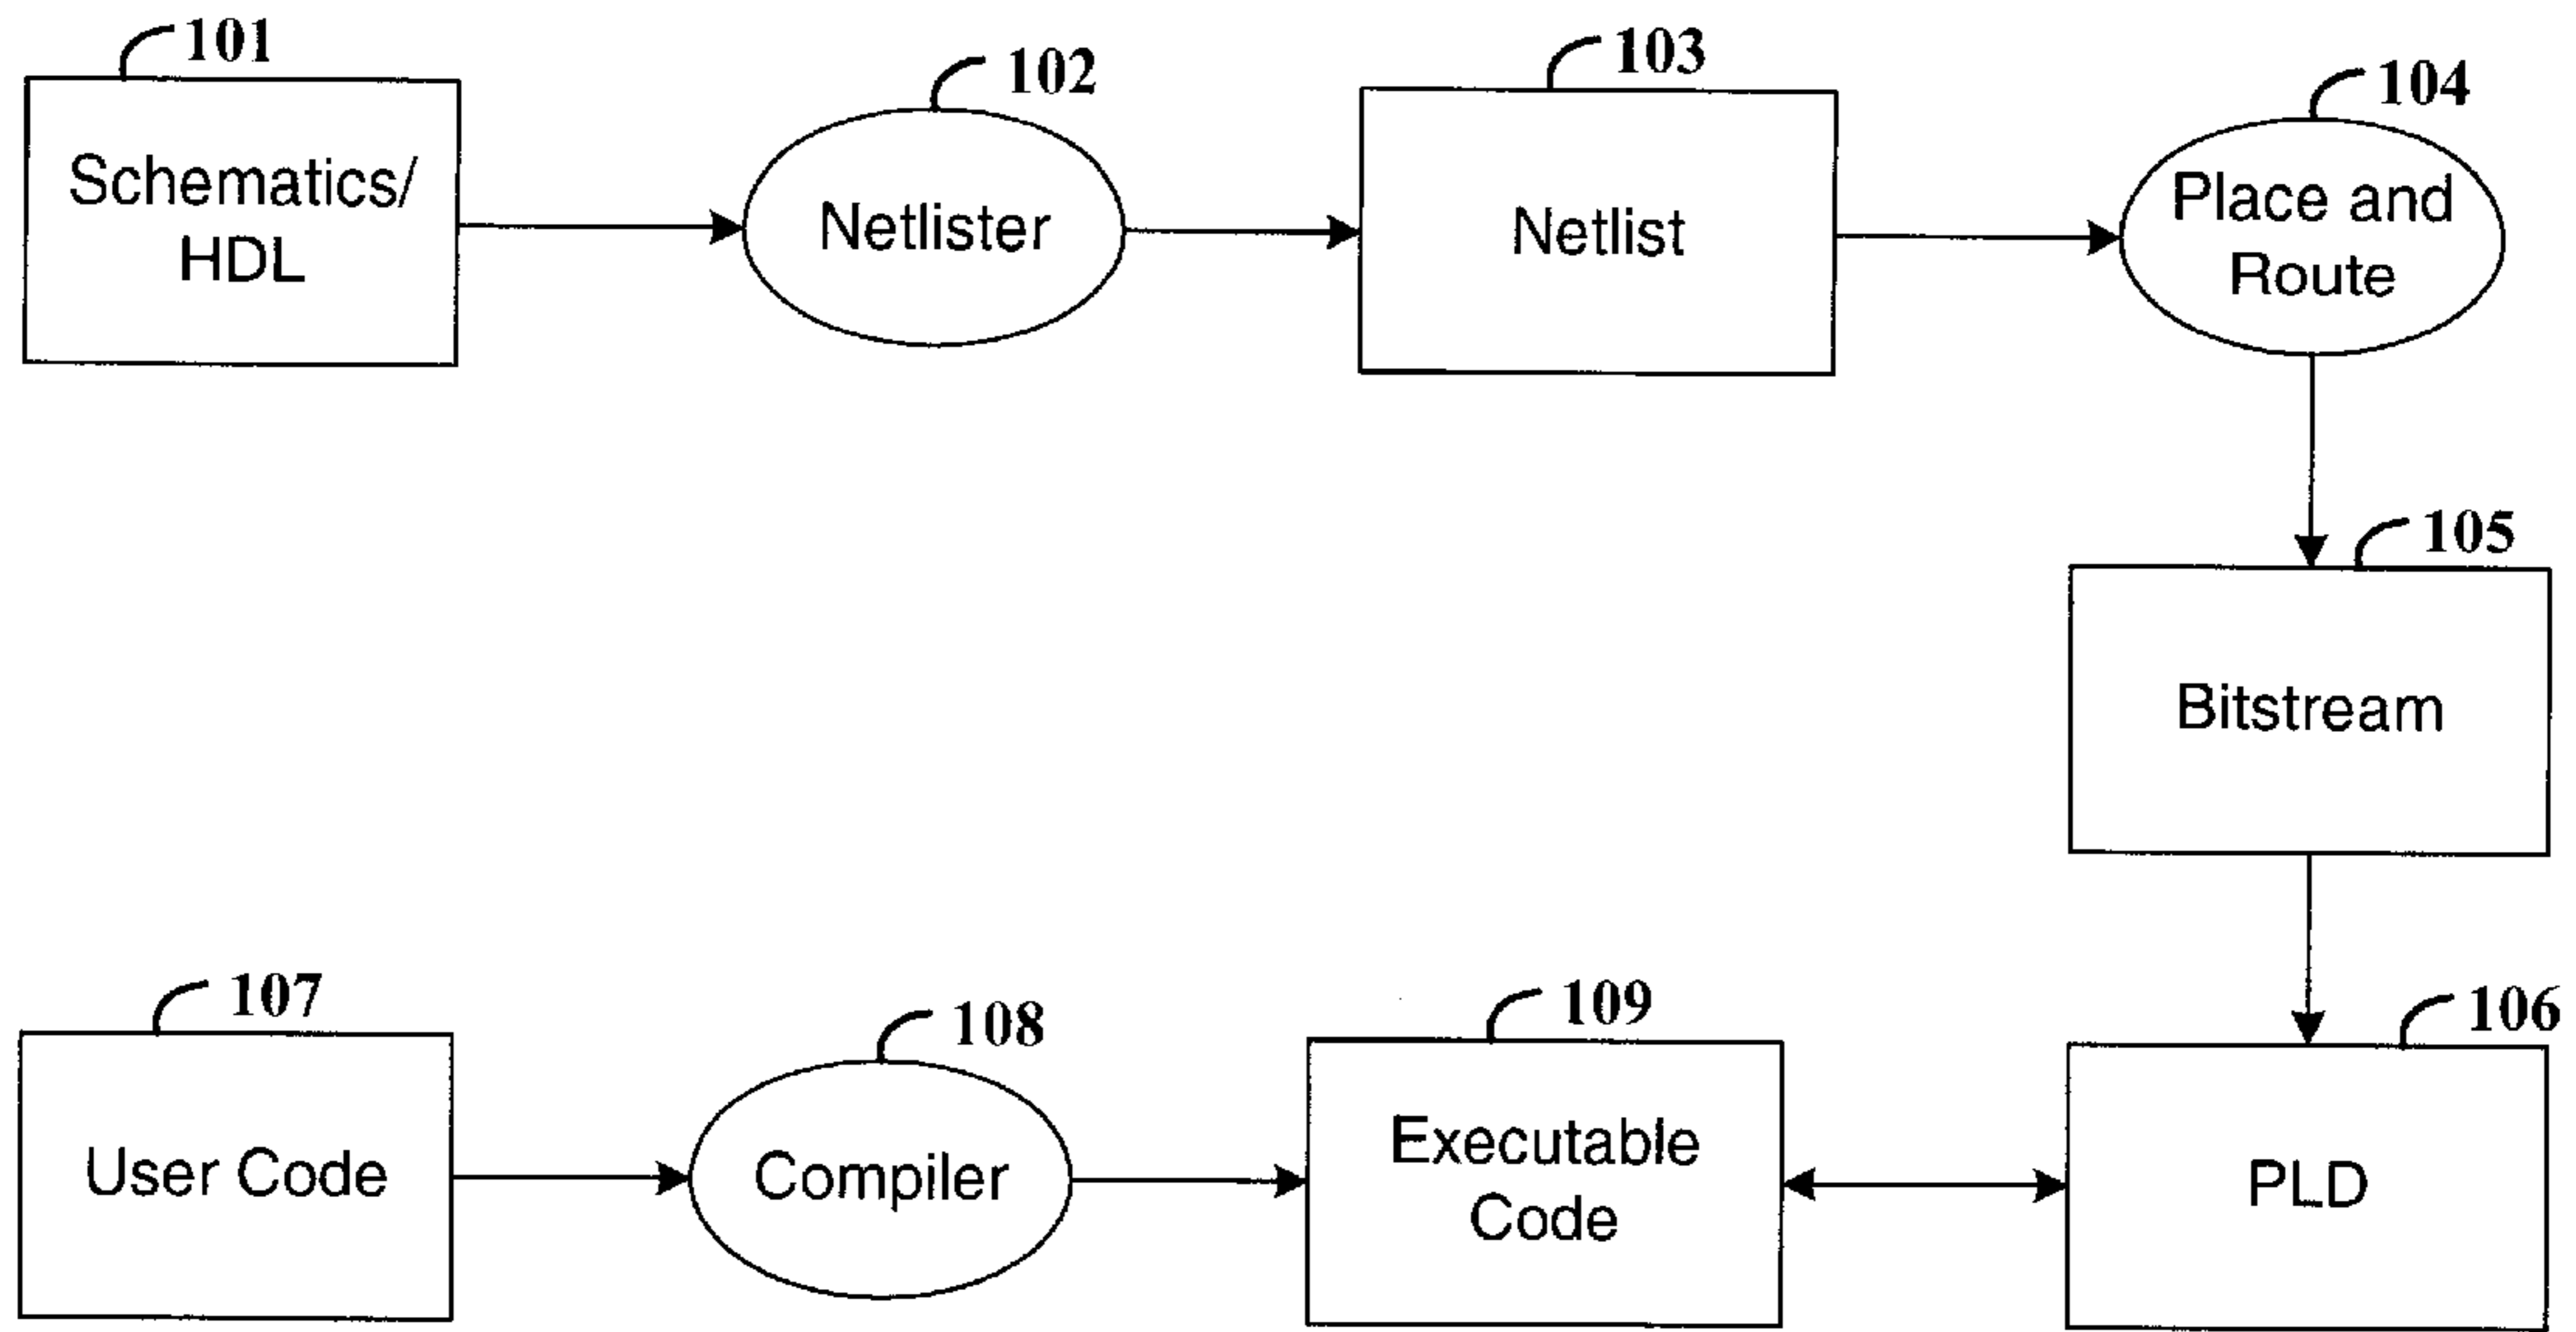 101
Schematics/
HDL
102
Netlister
103
Netlist
104
Place and
Route
105
Bitstream
106
PLD
107
User Code
108
Compiler
109
Executable
Code